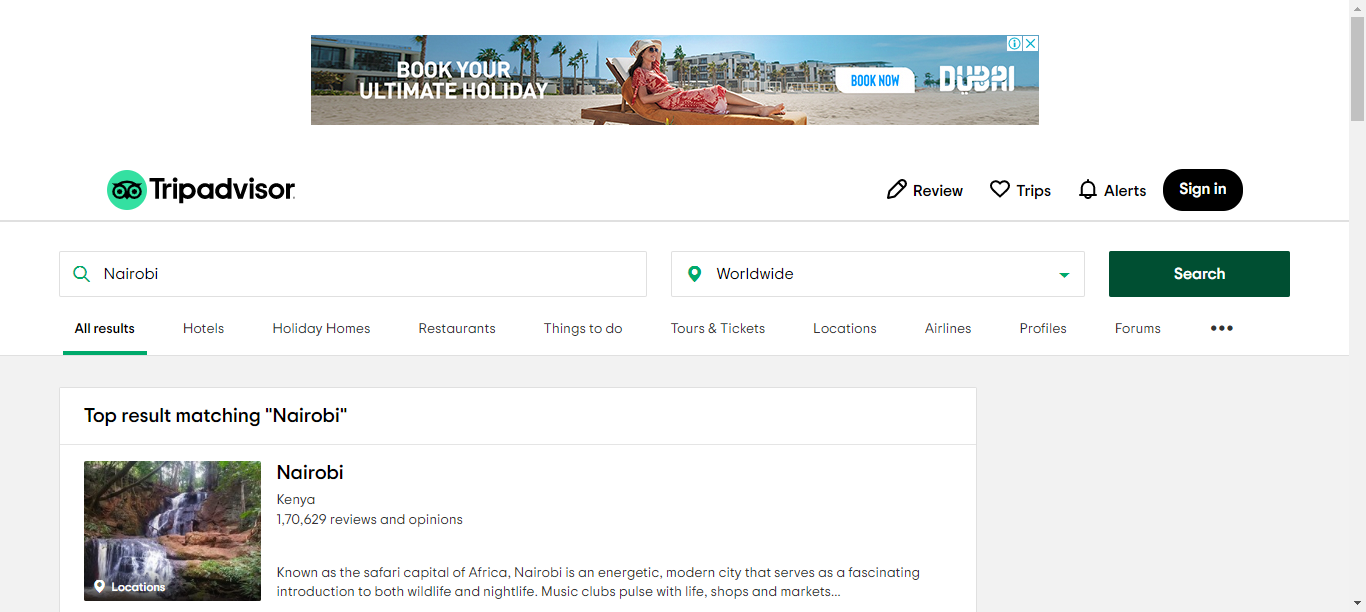 BOOK YOUR
ULTIMATE HOLIDAY
BOOK NOW
DUBAI
Tripadvisor
Review
Trips
Alerts
Sign in
Nairobi
Worldwide
Search
All results
Hotels
Holiday Homes
Restaurants
Things to do
Tours & Tickets
Locations
Airlines
Profiles
Forums
Top result matching "Nairobi"
Nairobi
Kenya
1,70,629 reviews and opinions
Locations
Known as the safari capital of Africa, Nairobi is an energetic, modern city that serves as a fascinating
introduction to both wildlife and nightlife. Music clubs pulse with life, shops and markets...